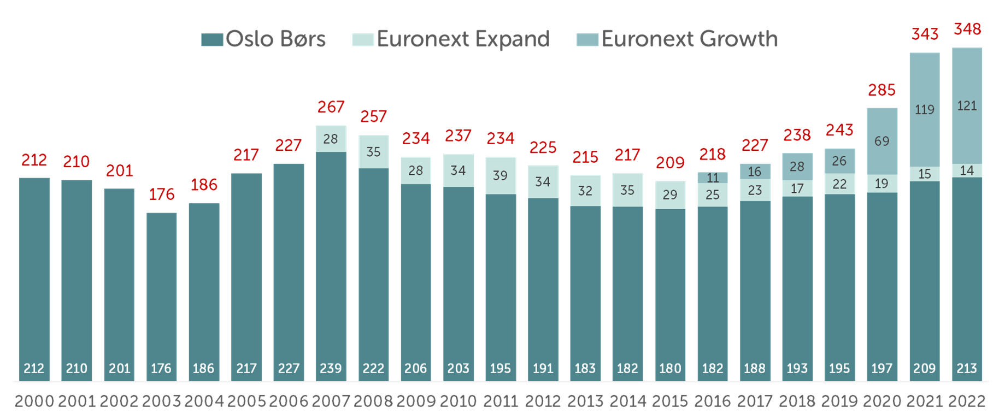 Oslo Børs Euronext Expand Euronext Growth
212 210 201 176 186 217 227 267 257 234 237 234 225 215 217 209 218 227 238 243 285 343 348
11 16 28 26 69 119 121
28 35 28 34 39 34 32 35 29 25 23 17 22 19 15 14
212 210 201 176 186 217 227 239 222 206 203 195 191 183 182 180 182 188 193 195 197 209 213
2000 2001 2002 2003 2004 2005 2006 2007 2008 2009 2010 2011 2012 2013 2014 2015 2016 2017 2018 2019 2020 2021 2022